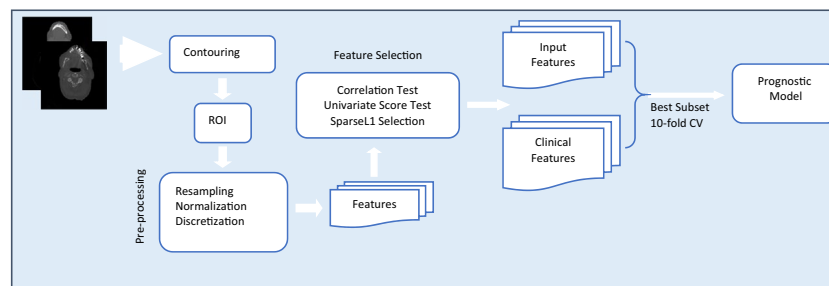 Contouring
ROI
Pre-processing
Resampling
Normalization
Discretization
Features
Feature Selection
Correlation Test
Univariate Score Test
SparseL1 Selection
Input
Features
Clinical
Features
Best Subset
10-fold CV
Prognostic
Model